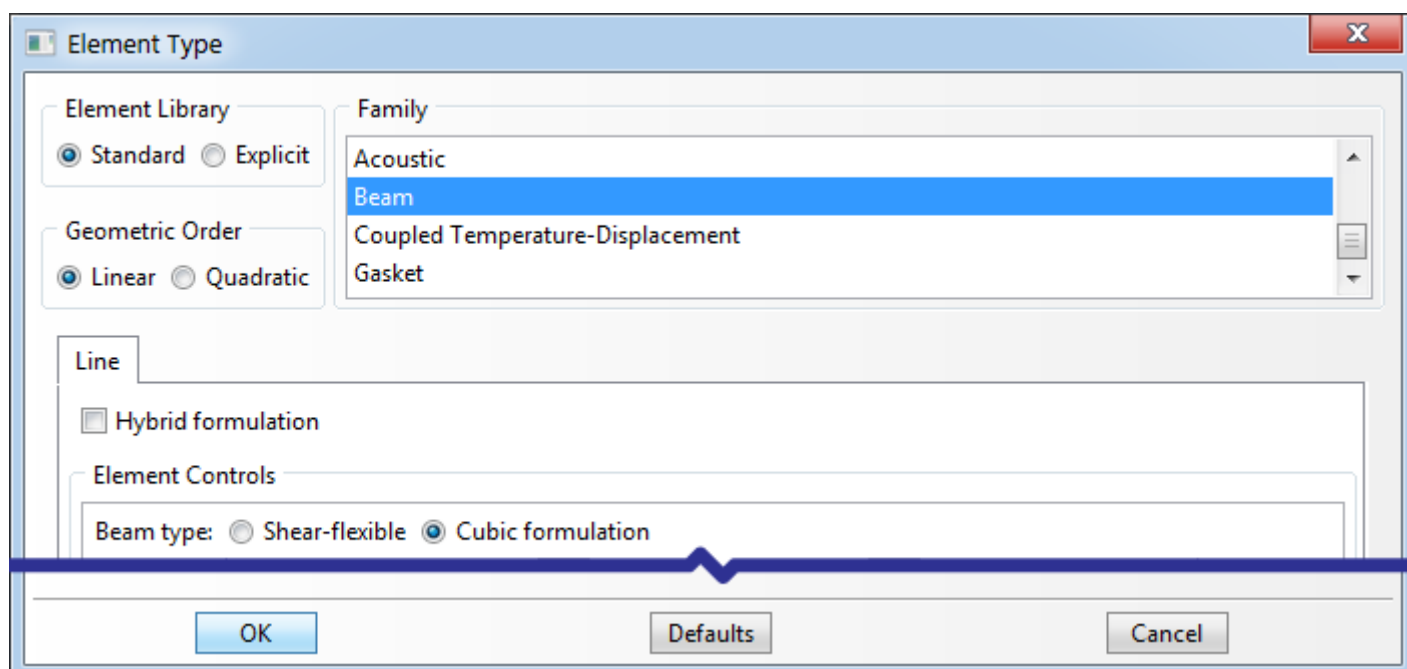 Element Type
X
Element Library
Standard Explicit
Family
Acoustic
Beam
Coupled Temperature-Displacement
Gasket
Geometric Order
Linear Quadratic
Line
Hybrid formulation
Element Controls
Beam type: Shear-flexible Cubic formulation
OK Defaults Cancel